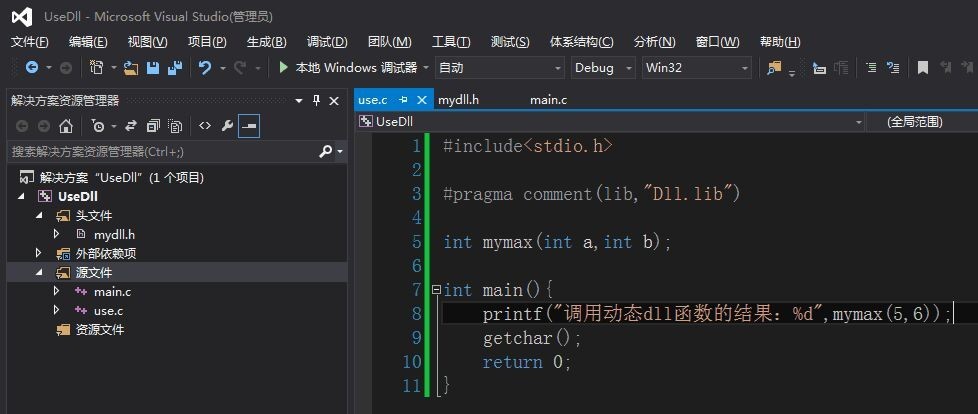 UseDll - Microsoft Visual Studio(管理员)
文件(F) 编辑(E) 视图(V) 项目(P) 生成(B) 调试(D) 团队(M) 工具(T) 测试(S) 体系结构(C) 分析(N) 窗口(W) 帮助(H)
本地 Windows 调试器 自动 Debug Win32
解决方案资源管理器
搜索解决方案资源管理器(Ctrl+;)
解决方案“UseDll”(1 个项目)
UseDll
头文件
mydll.h
外部依赖项
源文件
main.c
use.c
资源文件
use.c mydll.h main.c
UseDll (全局范围)
1 #include<stdio.h>
2
3 #pragma comment(lib,"Dll.lib")
4
5 int mymax(int a,int b);
6
7 int main(){
8 printf("调用动态dll函数的结果：%d",mymax(5,6));
9 getchar();
10 return 0;
11 }